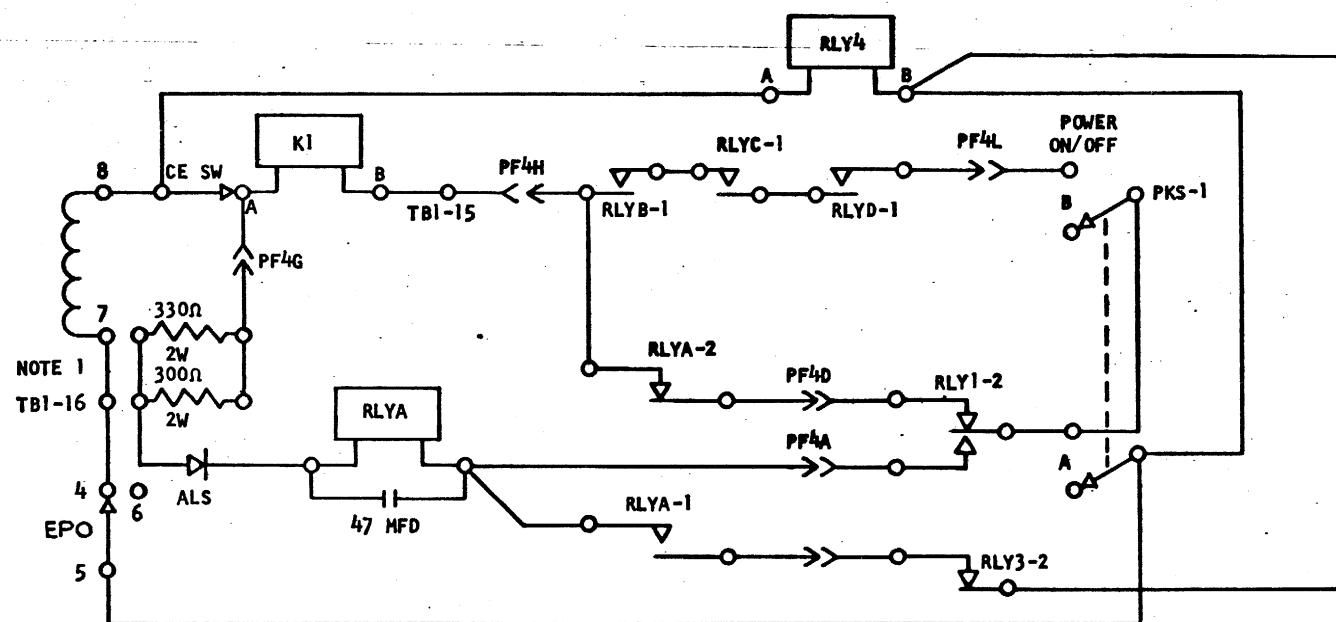 RLY4
A
B
K1
RLYC-1
PF4L
POWER
ON/OFF
8
CE SW
A
B
TB1-15
PF4H
RLYB-1
RLYD-1
B
PKS-1
PF4G
7
330Ω
2W
NOTE 1
300Ω
2W
TB1-16
RLYA
RLYA-2
PF4D
RLY1-2
PF4A
A
4
6
ALS
47 MFD
RLYA-1
EPO
5
RLY3-2